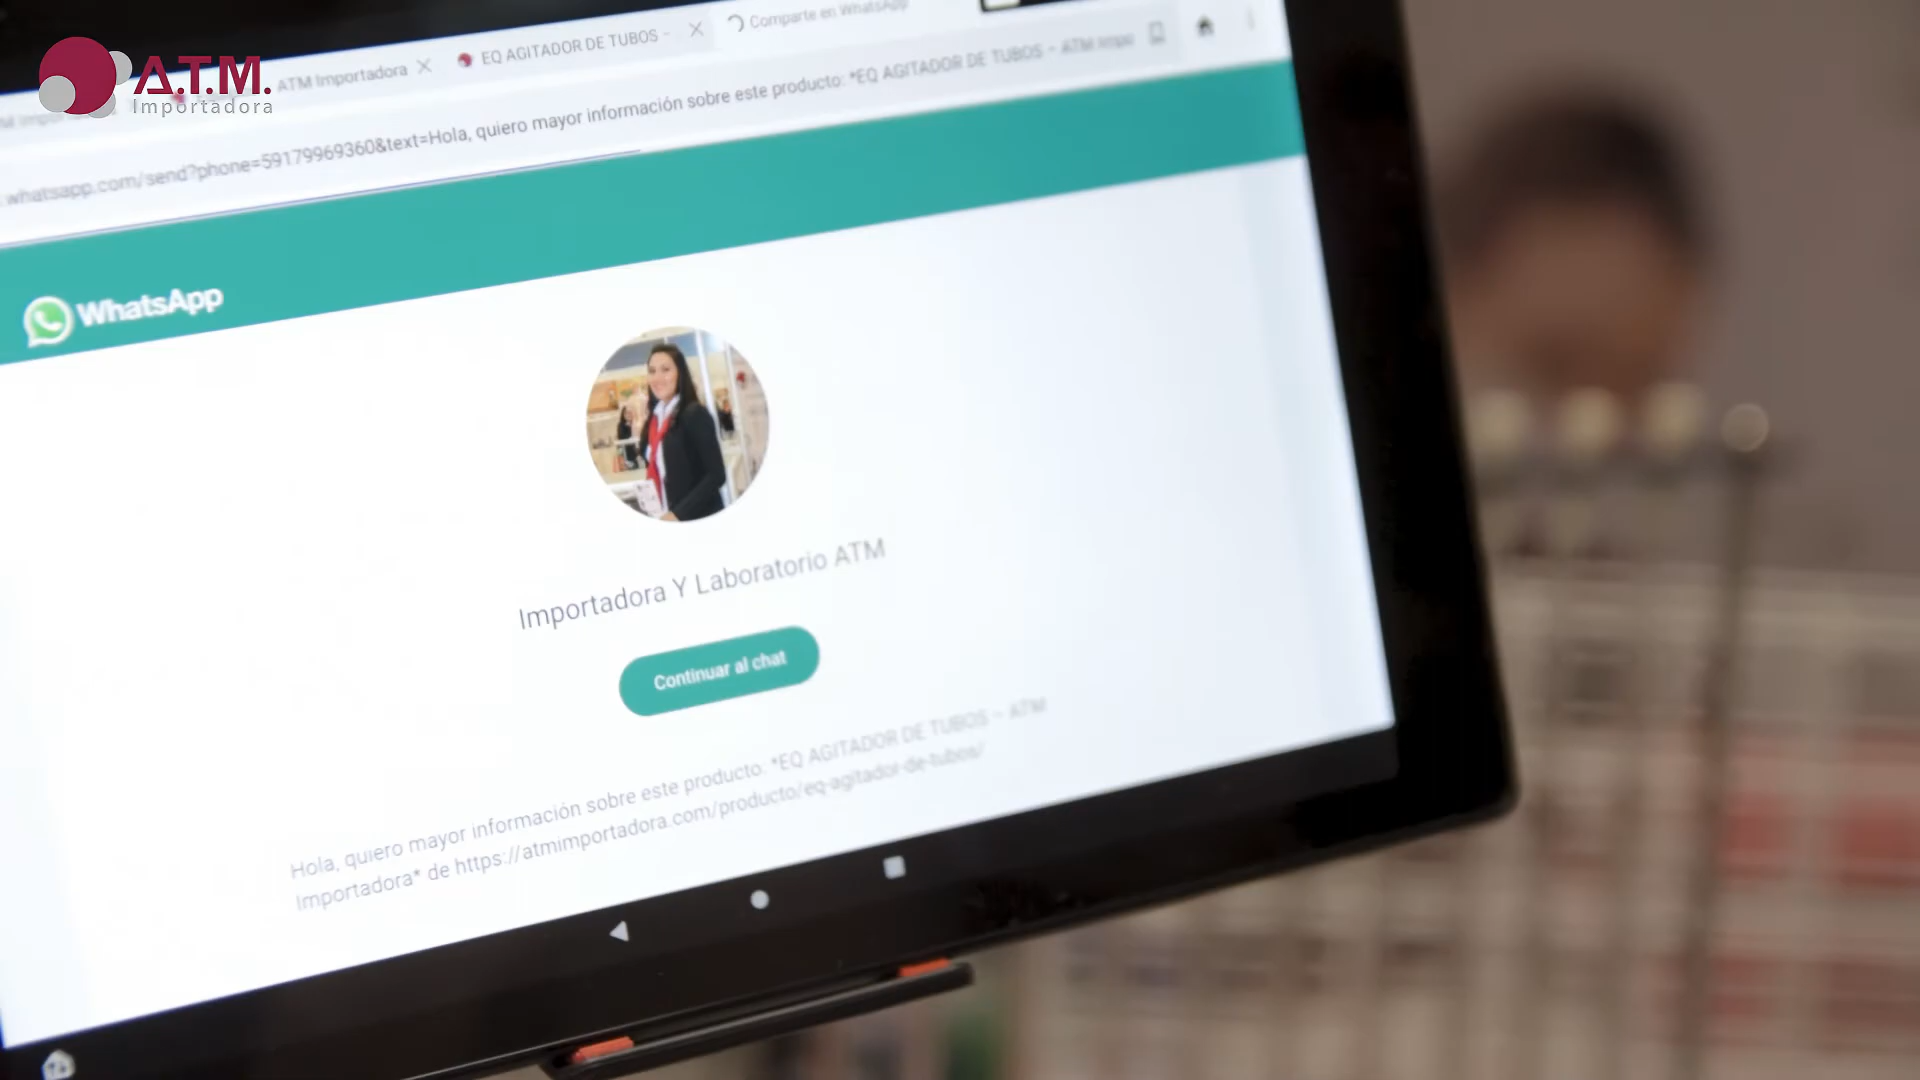 A.T.M.
Importadora
ATM Importadora
EQ AGITADOR DE TUBOS -
Comparte en WhatsApp
whatsapp.com/send?phone=59179969360&text=Hola, quiero mayor información sobre este producto: *EQ AGITADOR DE TUBOS - ATM Impo
WhatsApp
Importadora Y Laboratorio ATM
Continuar al chat
Hola, quiero mayor información sobre este producto: *EQ AGITADOR DE TUBOS – ATM
Importadora* de https://atmimportadora.com/producto/eq-agitador-de-tubos/